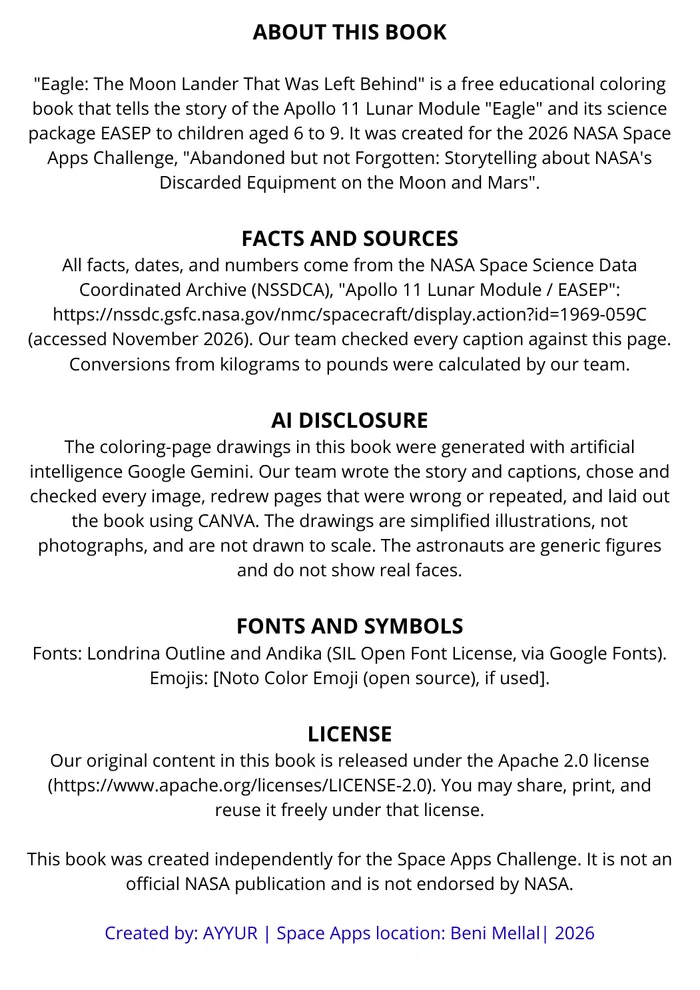 ABOUT THIS BOOK
"Eagle: The Moon Lander That Was Left Behind" is a free educational coloring
book that tells the story of the Apollo 11 Lunar Module "Eagle" and its science
package EASEP to children aged 6 to 9. It was created for the 2026 NASA Space
Apps Challenge, "Abandoned but not Forgotten: Storytelling about NASA's
Discarded Equipment on the Moon and Mars".
FACTS AND SOURCES
All facts, dates, and numbers come from the NASA Space Science Data
Coordinated Archive (NSSDCA), "Apollo 11 Lunar Module / EASEP":
https://nssdc.gsfc.nasa.gov/nmc/spacecraft/display.action?id=1969-059C
(accessed November 2026). Our team checked every caption against this page.
Conversions from kilograms to pounds were calculated by our team.
AI DISCLOSURE
The coloring-page drawings in this book were generated with artificial
intelligence Google Gemini. Our team wrote the story and captions, chose and
checked every image, redrew pages that were wrong or repeated, and laid out
the book using CANVA. The drawings are simplified illustrations, not
photographs, and are not drawn to scale. The astronauts are generic figures
and do not show real faces.
FONTS AND SYMBOLS
Fonts: Londrina Outline and Andika (SIL Open Font License, via Google Fonts).
Emojis: [Noto Color Emoji (open source), if used].
LICENSE
Our original content in this book is released under the Apache 2.0 license
(https://www.apache.org/licenses/LICENSE-2.0). You may share, print, and
reuse it freely under that license.
This book was created independently for the Space Apps Challenge. It is not an
official NASA publication and is not endorsed by NASA.
Created by: AYYUR | Space Apps location: Beni Mellal| 2026